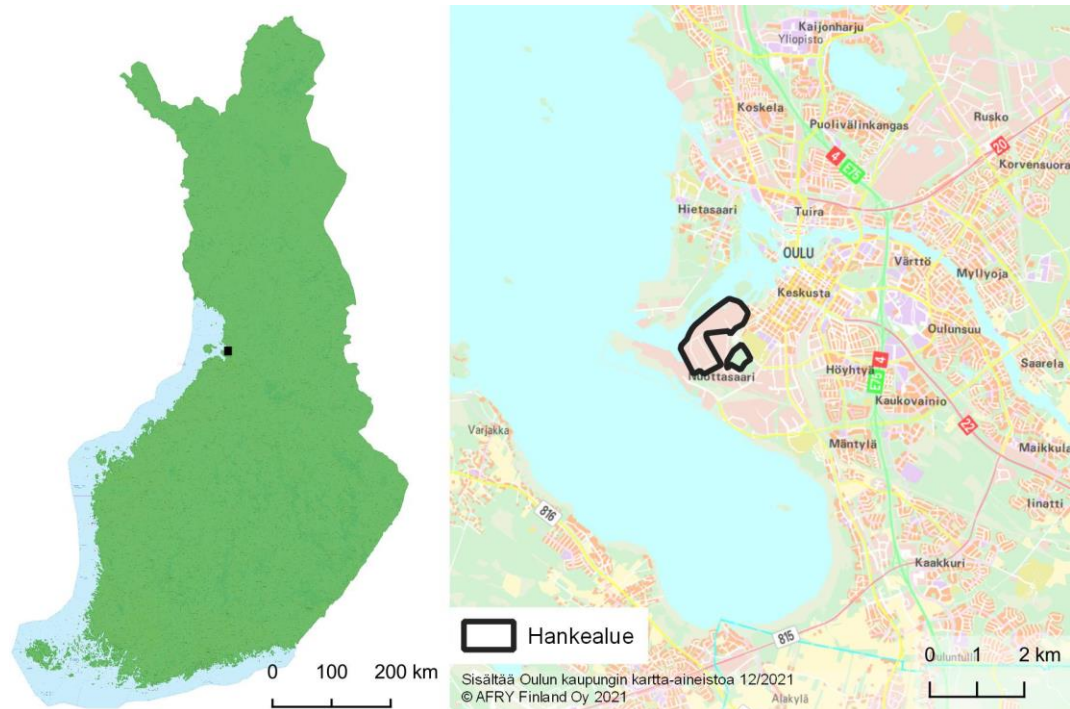 0 100 200 km
Kaijonharju
Yliopisto
Koskela
Puolivälinkangas
Rusko
20
4
E75
Korvensuora
Hietasaari
Tuira
OULU
Värttö
Myllyoja
Keskusta
Oulunsuu
Nuottasaari
Höyhtyä
4
E75
Saarela
Kaukovainio
Varjakka
22
Mäntylä
Maikkula
Iinatti
816
Kaakkuri
Hankealue
815
0 1 2 km
Sisältää Oulun kaupungin kartta-aineistoa 12/2021
© AFRY Finland Oy 2021
Alakylä